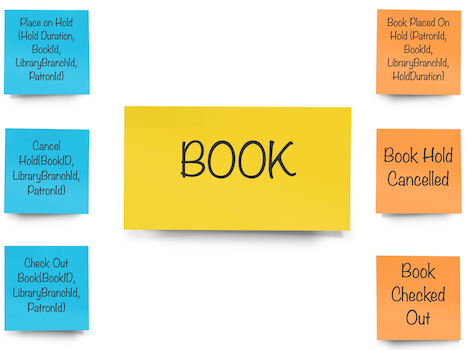 Place on Hold
(Hold Duration,
BookId,
LibraryBranchId,
PatronId)
Cancel
Hold(BookID,
LibraryBranchId,
PatronId)
Check Out
Book(BookID,
LibraryBranchId,
PatronId)
BOOK
Book Placed On
Hold (PatronId,
BookId,
LibraryBranchId,
HoldDuration)
Book Hold
Cancelled
Book
Checked
Out